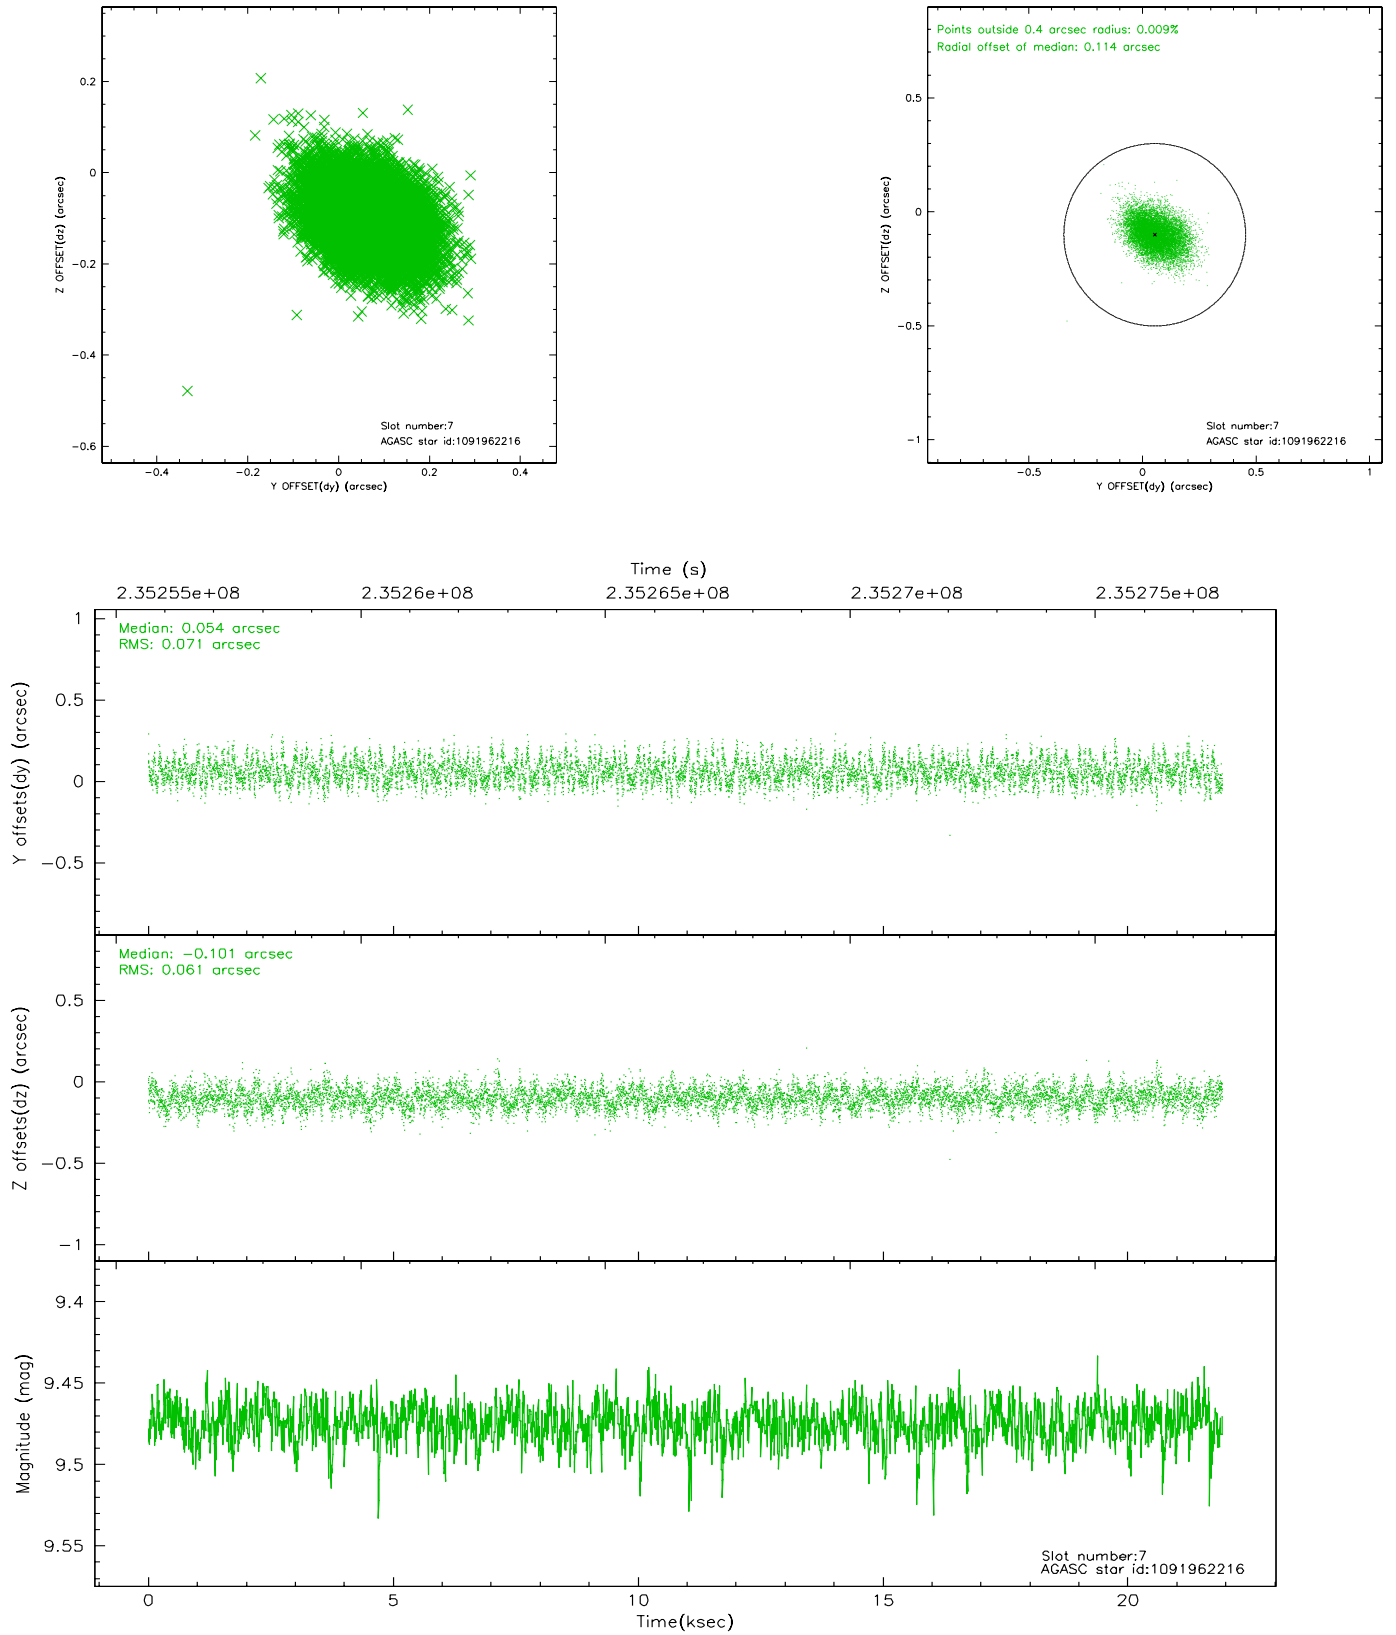 0.2
0
−0.2
−0.4
−0.6
Z OFFSET(dz) (arcsec)
Slot number:7
AGASC star id:1091962216
−0.4
−0.2
0
0.2
0.4
Y OFFSET(dy) (arcsec)
Points outside 0.4 arcsec radius: 0.009%
Radial offset of median: 0.114 arcsec
0.5
0
−0.5
−1
Z OFFSET(dz) (arcsec)
Slot number:7
AGASC star id:1091962216
−0.5
0
0.5
1
Y OFFSET(dy) (arcsec)
Time (s)
2.35255e+08
2.3526e+08
2.35265e+08
2.3527e+08
2.35275e+08
Median: 0.054 arcsec
RMS: 0.071 arcsec
1
0.5
0
−0.5
Y offsets(dy) (arcsec)
Median: −0.101 arcsec
RMS: 0.061 arcsec
0.5
0
−0.5
−1
Z offsets(dz) (arcsec)
9.4
9.45
9.5
9.55
Magnitude (mag)
Slot number:7
AGASC star id:1091962216
0
5
10
15
20
Time(ksec)